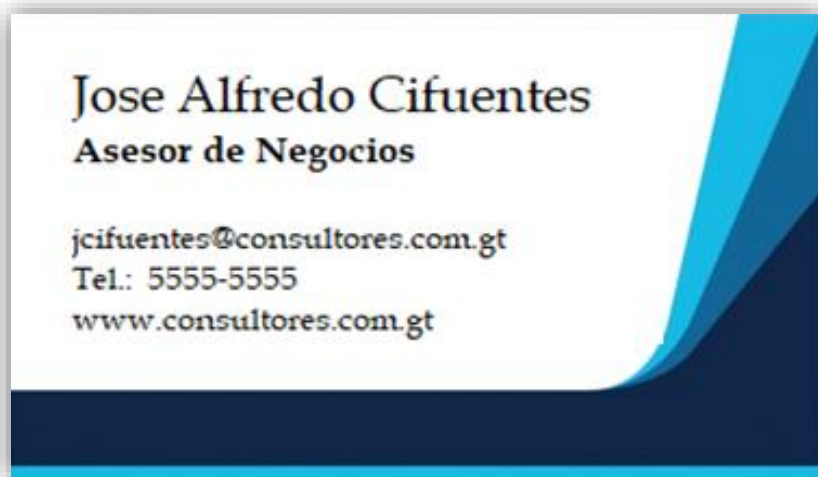 Jose Alfredo Cifuentes
Asesor de Negocios
jcifuentes@consultores.com.gt
Tel.: 5555-5555
www.consultores.com.gt